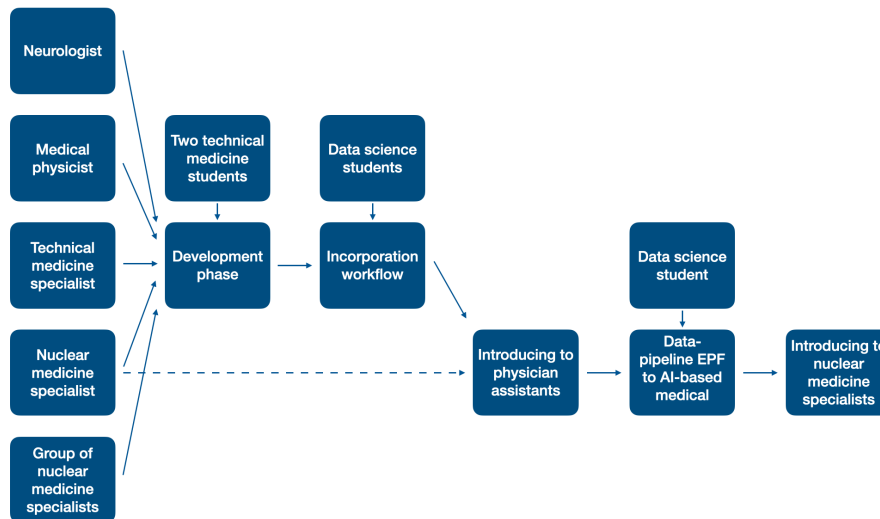 Neurologist
Medical
physicist
Technical
medicine
specialist
Nuclear
medicine
specialist
Group of
nuclear
medicine
specialists
Two technical
medicine
students
Development
phase
Data science
students
Incorporation
workflow
Introducing to
physician
assistants
Data science
student
Data-
pipeline EPF
to AI-based
medical
Introducing to
nuclear
medicine
specialists